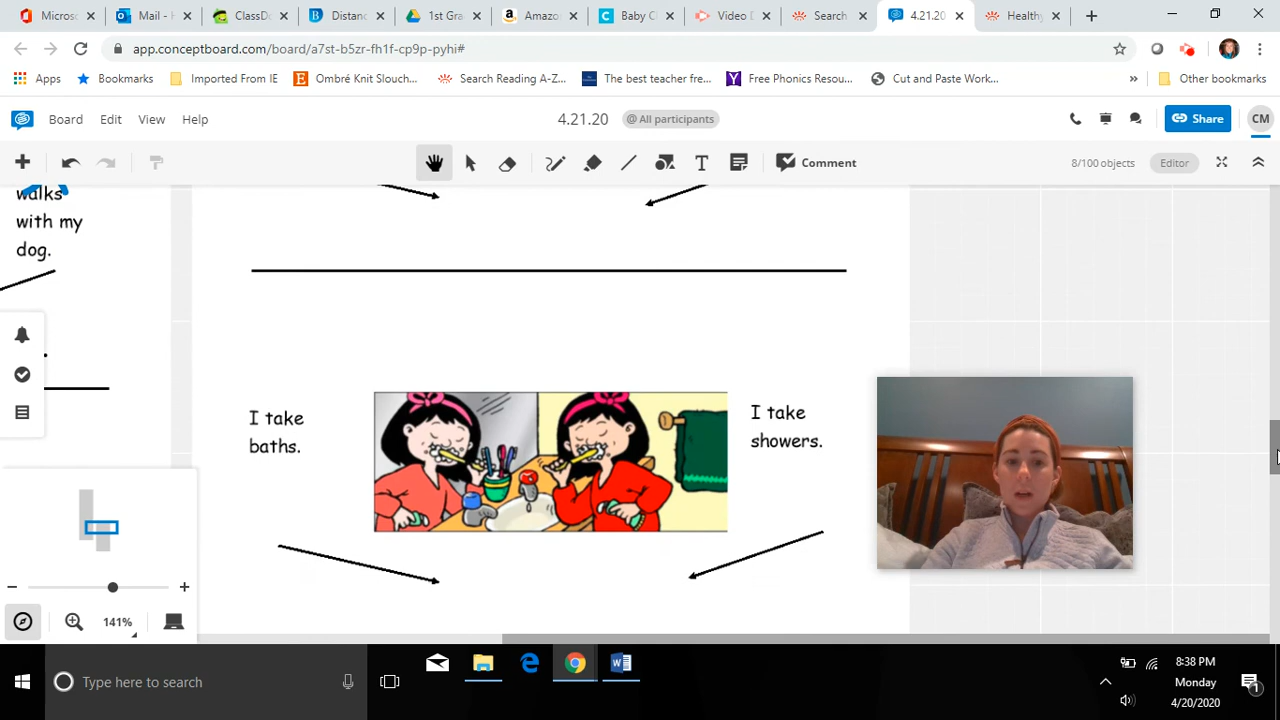 Microso
Mail - H
ClassDo
Distanc
1st Gra
Amazo
Baby C
Video D
Search
4.21.20
Healthy
app.conceptboard.com/board/a7st-b5zr-fh1f-cp9p-pyhi#
Apps
Bookmarks
Imported From IE
Ombré Knit Slouch...
Search Reading A-Z...
The best teacher fre...
Free Phonics Resou...
Cut and Paste Work...
»
Other bookmarks
Board
Edit
View
Help
4.21.20
@ All participants
Share
CM
Comment
8/100 objects
Editor
walks
with my
dog.
I take
baths.
I take
showers.
141%
Type here to search
8:38 PM
Monday
4/20/2020
1